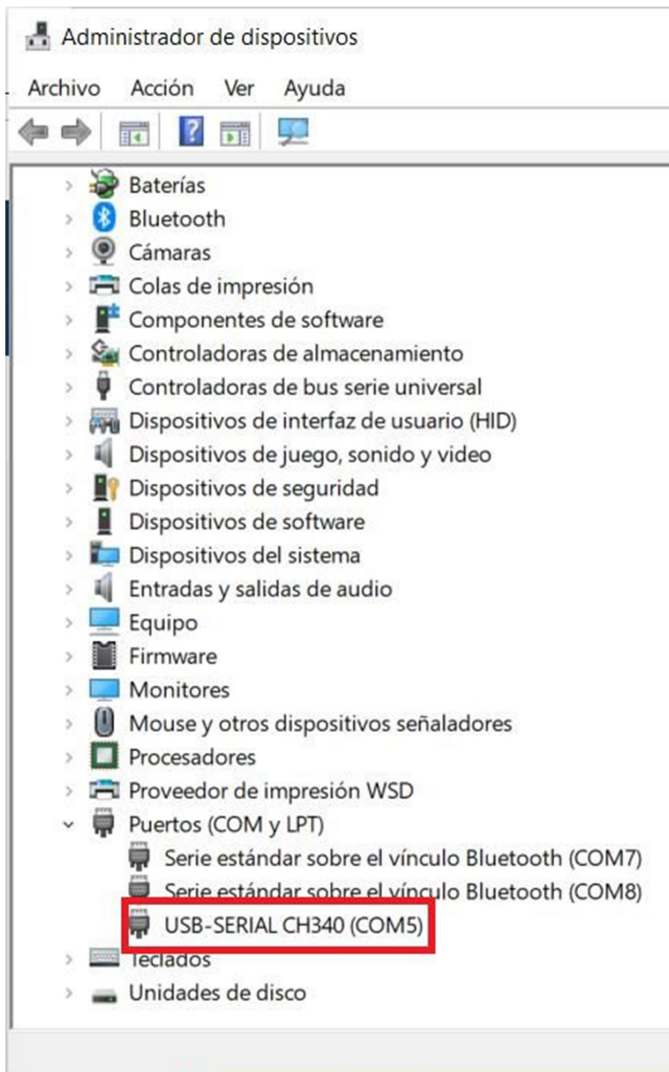 Administrador de dispositivos
Archivo Acción Ver Ayuda
Baterías
Bluetooth
Cámaras
Colas de impresión
Componentes de software
Controladoras de almacenamiento
Controladoras de bus serie universal
Dispositivos de interfaz de usuario (HID)
Dispositivos de juego, sonido y video
Dispositivos de seguridad
Dispositivos de software
Dispositivos del sistema
Entradas y salidas de audio
Equipo
Firmware
Monitores
Mouse y otros dispositivos señaladores
Procesadores
Proveedor de impresión WSD
Puertos (COM y LPT)
Serie estándar sobre el vínculo Bluetooth (COM7)
Serie estándar sobre el vínculo Bluetooth (COM8)
USB-SERIAL CH340 (COM5)
Teclados
Unidades de disco